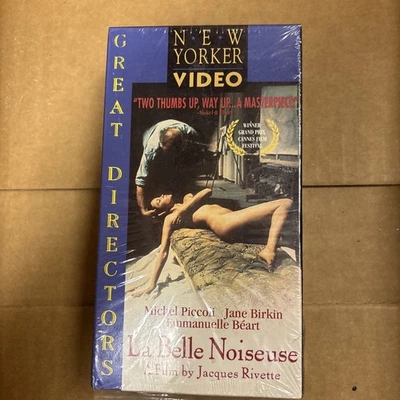 GREAT DIRECTORS
NEW
YORKER
VIDEO
"TWO THUMBS UP, WAY UP...A MASTERPIECE"
WINNER
GRAND PRIX
CANNES FILM
FESTIVAL
Michel Piccoli Jane Birkin
Emmanuelle Béart
La Belle Noiseuse
A Film by Jacques Rivette